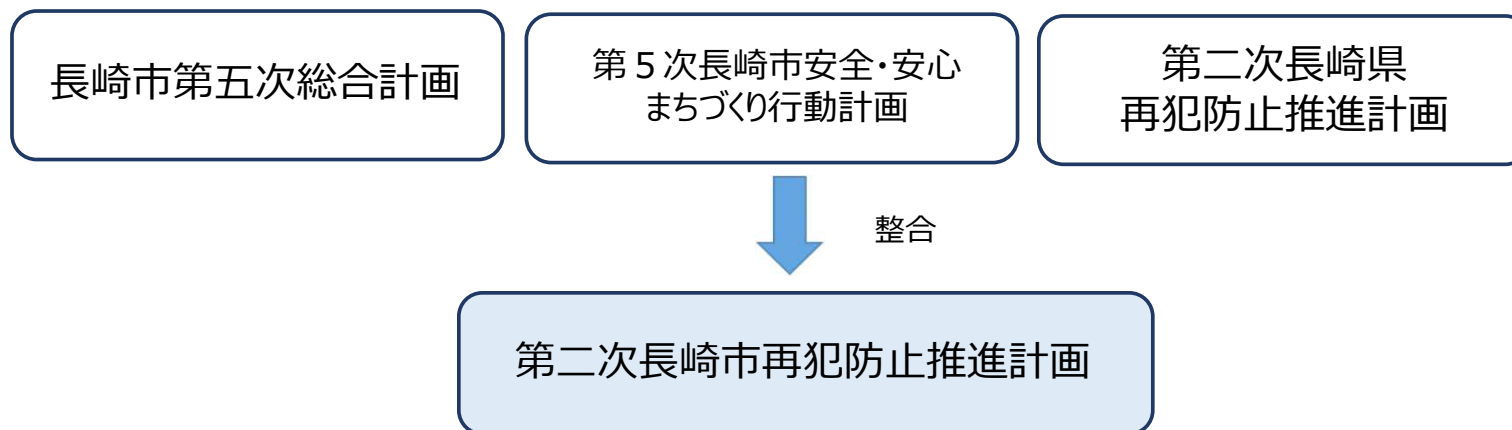 長崎市第五次総合計画
第５次長崎市安全・安心
まちづくり行動計画
第二次長崎県
再犯防止推進計画
整合
第二次長崎市再犯防止推進計画